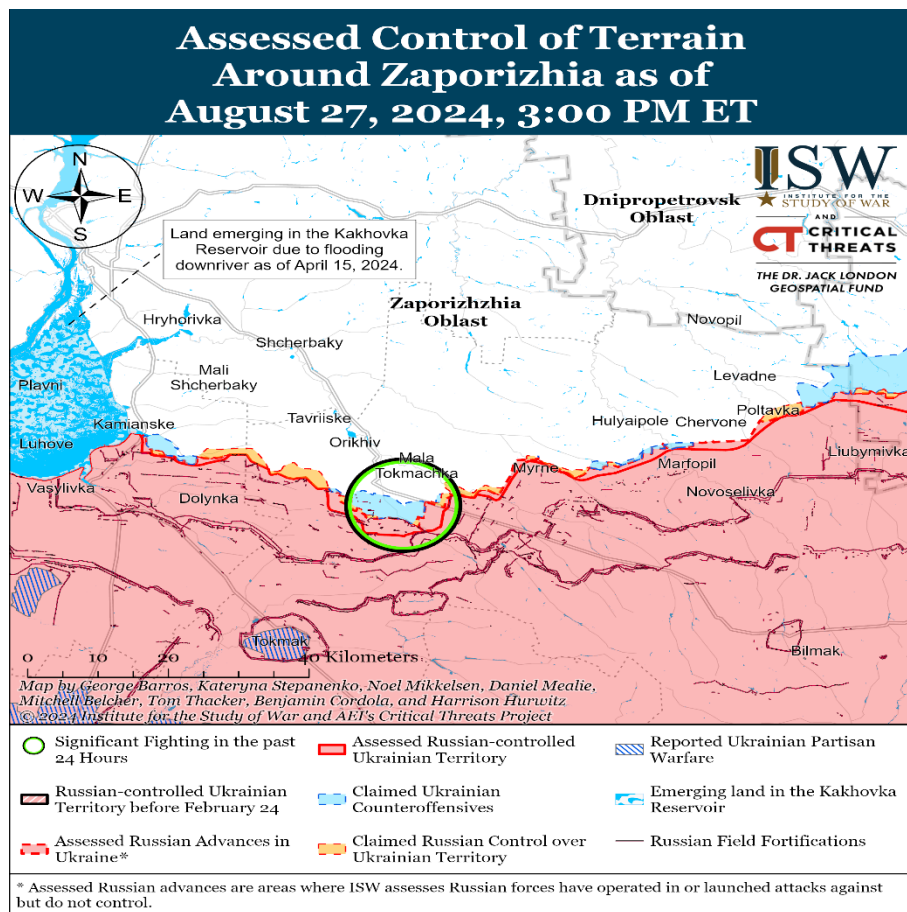 Assessed Control of Terrain
Around Zaporizhia as of
August 27, 2024, 3:00 PM ET
N
W
E
S
Land emerging in the Kakhovka
Reservoir due to flooding
downriver as of April 15, 2024.
Dnipropetrovsk
Oblast
ISW
INSTITUTE FOR THE
STUDY OF WAR
AND
CT CRITICAL
THREATS
THE DR. JACK LONDON
GEOSPATIAL FUND
Zaporizhzhia
Oblast
Hryhorivka
Novopil
Shcherbaky
Mali
Shcherbaky
Levadne
Plavni
Tavriiske
Poltavka
Kamianske
Hulyaipole
Chervone
Luhove
Orikhiv
Mala
Tokmachka
Myrne
Marfopil
Liubymivka
Vasylivka
Dolynka
Novoselivka
Tokmak
Bilmak
0 10 20 40 Kilometers
Map by George Barros, Kateryna Stepanenko, Noel Mikkelsen, Daniel Mealie,
Mitchell Belcher, Tom Thacker, Benjamin Cordola, and Harrison Hurwitz
© 2024 Institute for the Study of War and AEI's Critical Threats Project
Significant Fighting in the past
24 Hours
Assessed Russian-controlled
Ukrainian Territory
Reported Ukrainian Partisan
Warfare
Russian-controlled Ukrainian
Territory before February 24
Claimed Ukrainian
Counteroffensives
Emerging land in the Kakhovka
Reservoir
Assessed Russian Advances in
Ukraine*
Claimed Russian Control over
Ukrainian Territory
Russian Field Fortifications
* Assessed Russian advances are areas where ISW assesses Russian forces have operated in or launched attacks against
but do not control.